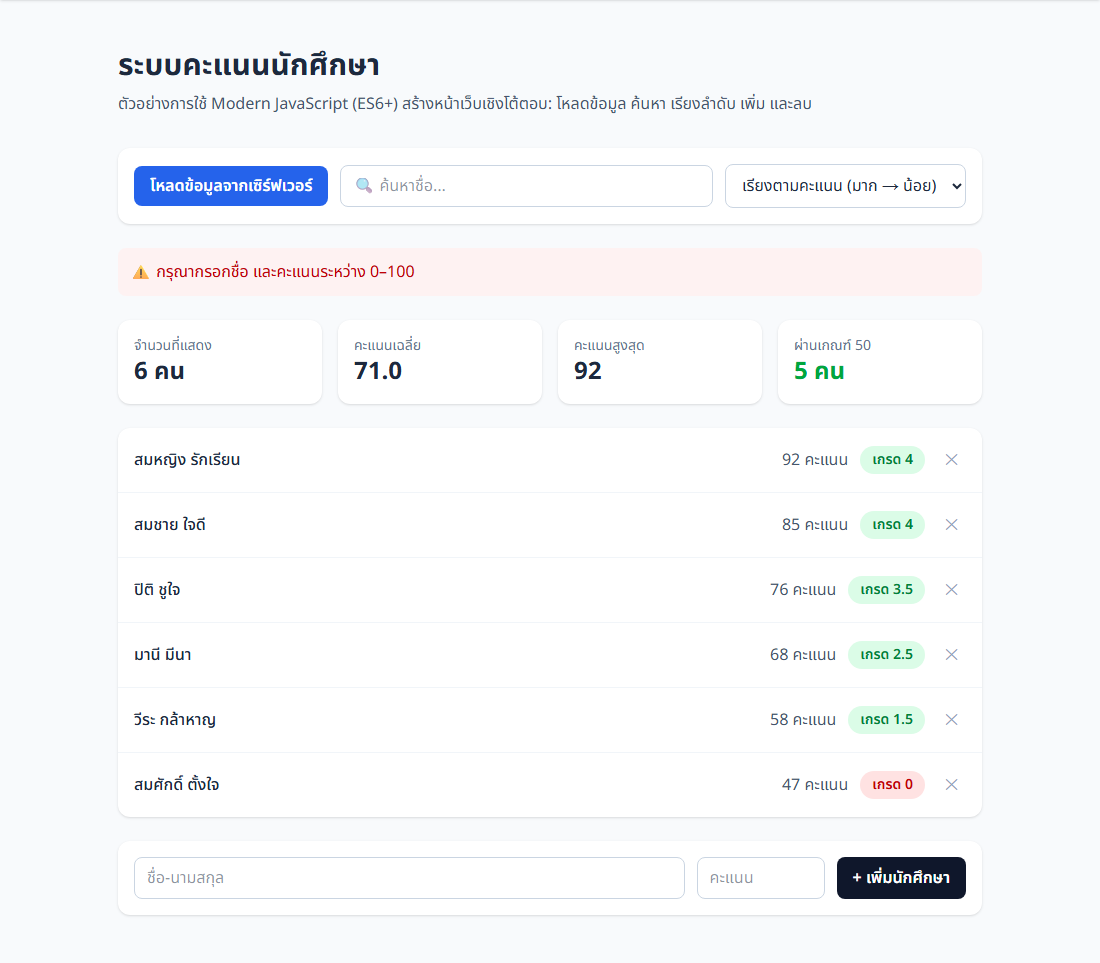 ระบบคะแนนนักศึกษา
ตัวอย่างการใช้ Modern JavaScript (ES6+) สร้างหน้าเว็บเชิงโต้ตอบ: โหลดข้อมูล ค้นหา เรียงลำดับ เพิ่ม และลบ
โหลดข้อมูลจากเซิร์ฟเวอร์
🔍 ค้นหาชื่อ...
เรียงตามคะแนน (มาก → น้อย)
⚠️ กรุณากรอกชื่อ และคะแนนระหว่าง 0–100
จำนวนที่แสดง
6 คน
คะแนนเฉลี่ย
71.0
คะแนนสูงสุด
92
ผ่านเกณฑ์ 50
5 คน
สมหญิง รักเรียน 92 คะแนน เกรด 4 ✕
สมชาย ใจดี 85 คะแนน เกรด 4 ✕
ปิติ ชูใจ 76 คะแนน เกรด 3.5 ✕
มานี มีนา 68 คะแนน เกรด 2.5 ✕
วีระ กล้าหาญ 58 คะแนน เกรด 1.5 ✕
สมศักดิ์ ตั้งใจ 47 คะแนน เกรด 0 ✕
ชื่อ-นามสกุล คะแนน + เพิ่มนักศึกษา